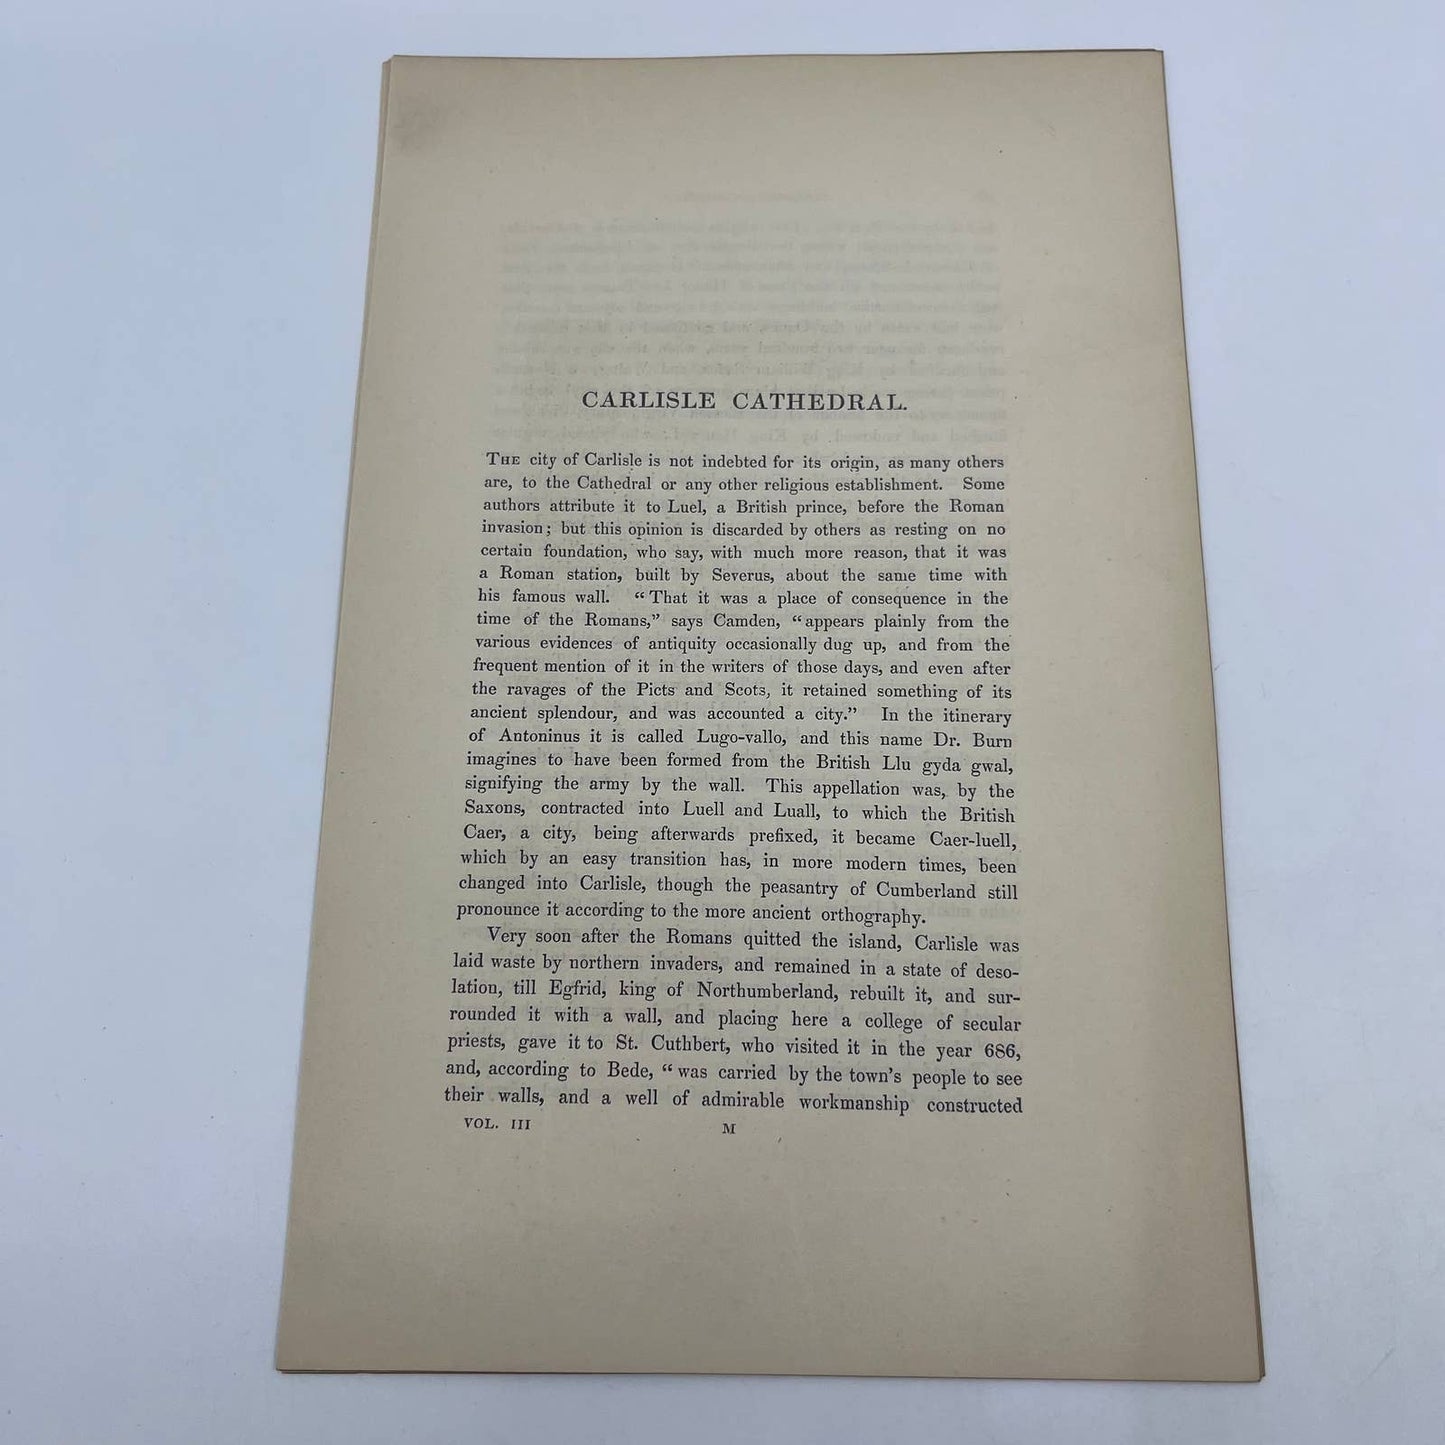 CARLISLE CATHEDRAL.
THE city of Carlisle is not indebted for its origin, as many others
are, to the Cathedral or any other religious establishment. Some
authors attribute it to Luel, a British prince, before the Roman
invasion; but this opinion is discarded by others as resting on no
certain foundation, who say, with much more reason, that it was
a Roman station, built by Severus, about the same time with
his famous wall. “That it was a place of consequence in the
time of the Romans,” says Camden, “appears plainly from the
various evidences of antiquity occasionally dug up, and from the
frequent mention of it in the writers of those days, and even after
the ravages of the Picts and Scots, it retained something of its
ancient splendour, and was accounted a city.” In the itinerary
of Antoninus it is called Lugo-vallo, and this name Dr. Burn
imagines to have been formed from the British Llu gyda gwal,
signifying the army by the wall. This appellation was, by the
Saxons, contracted into Luell and Luall, to which the British
Caer, a city, being afterwards prefixed, it became Caer-luell,
which by an easy transition has, in more modern times, been
changed into Carlisle, though the peasantry of Cumberland still
pronounce it according to the more ancient orthography.
Very soon after the Romans quitted the island, Carlisle was
laid waste by northern invaders, and remained in a state of deso-
lation, till Egfrid, king of Northumberland, rebuilt it, and sur-
rounded it with a wall, and placing here a college of secular
priests, gave it to St. Cuthbert, who visited it in the year 686,
and, according to Bede, “was carried by the town's people to see
their walls, and a well of admirable workmanship constructed
VOL. III M